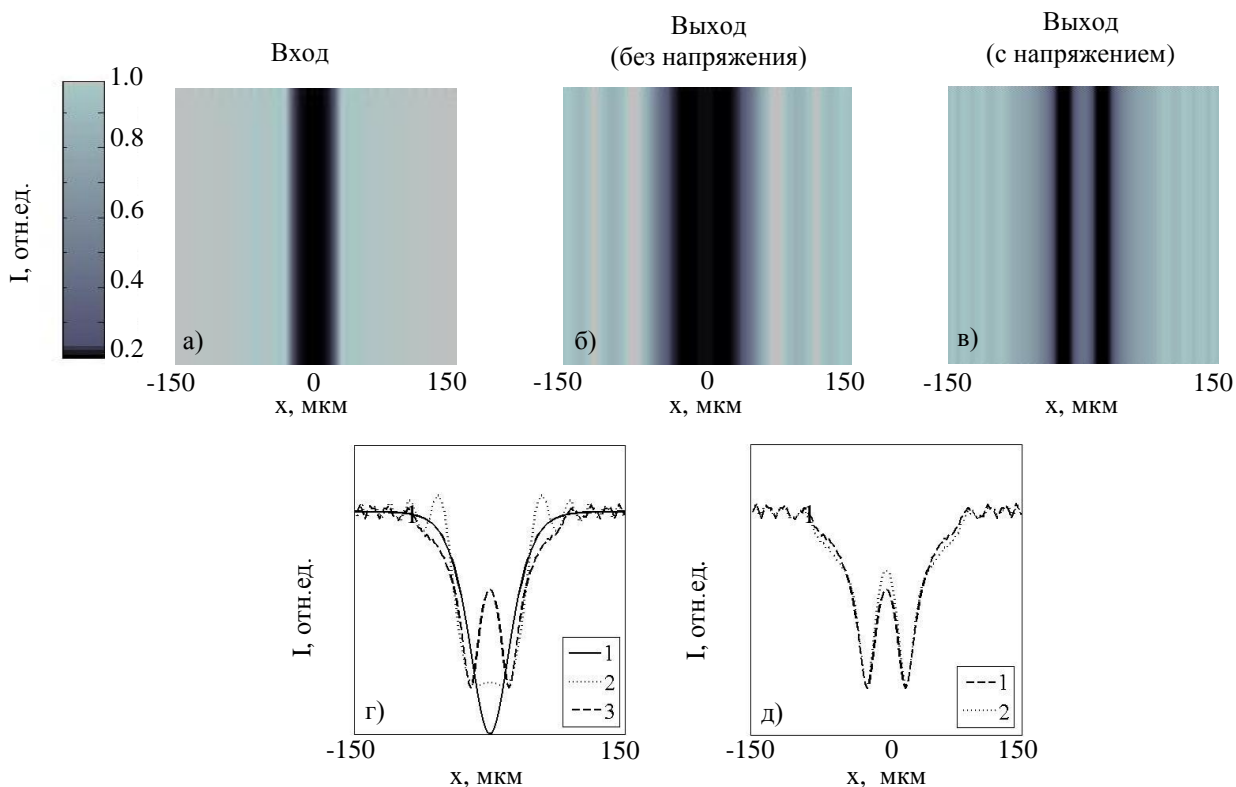 Вход
Выход
(без напряжения)
Выход
(с напряжением)
I, отн.ед.
1.0
0.8
0.6
0.4
0.2
а)
б)
в)
-150 0 150
x, мкм
-150 0 150
x, мкм
-150 150
x, мкм
I, отн.ед.
1
2
3
г)
-150 150
x, мкм
I, отн.ед.
1
2
д)
-150 0 150
x, мкм